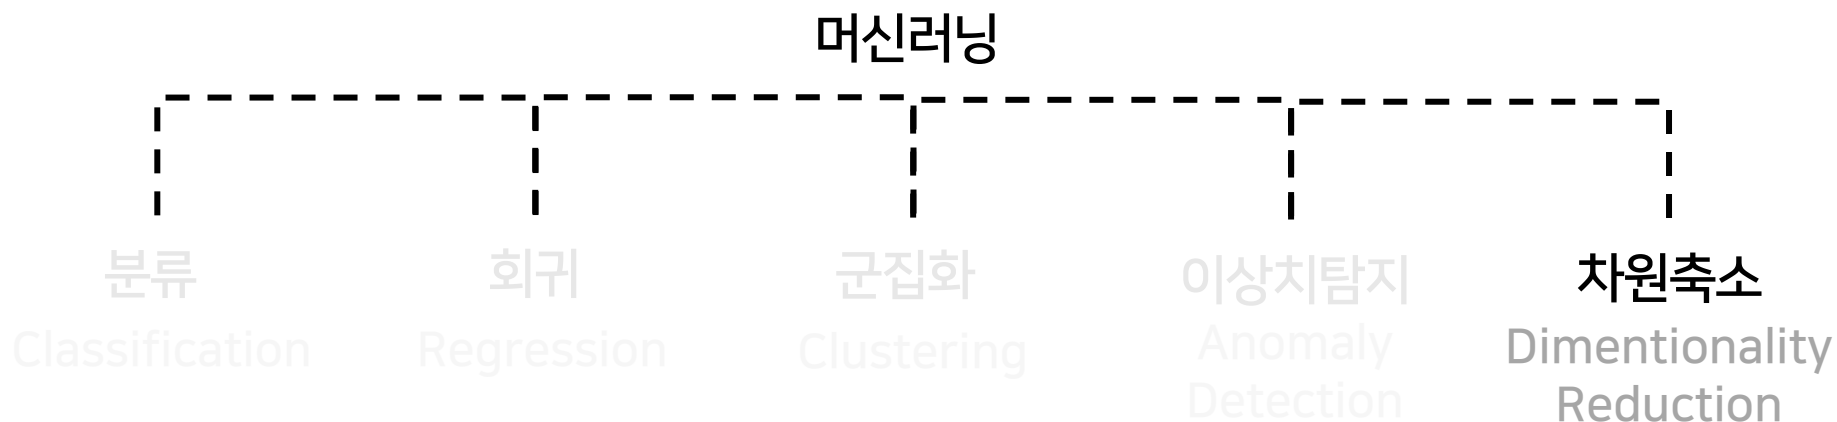 머신러닝
분류
회귀
군집화
이상치탐지
차원축소
Classification
Regression
Clustering
Anomaly
Detection
Dimentionality
Reduction